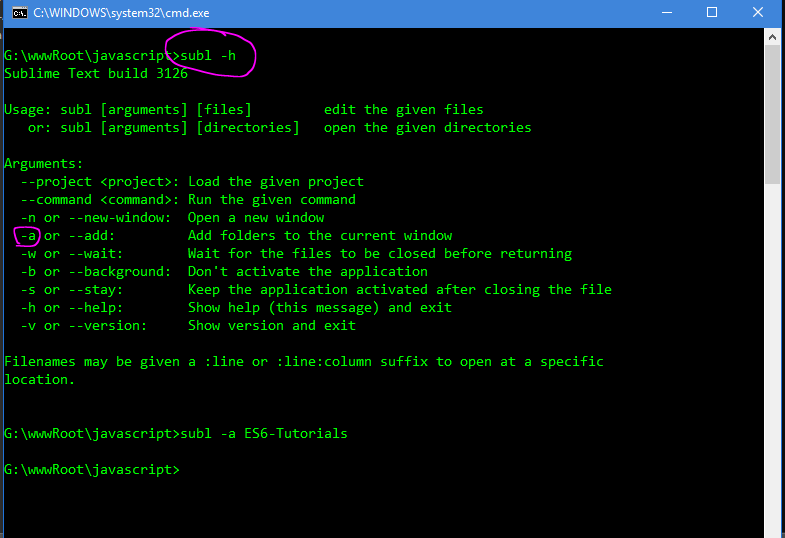 C:\WINDOWS\system32\cmd.exe
G:\wwwRoot\javascript>subl -h
Sublime Text build 3126
Usage: subl [arguments] [files]         edit the given files
   or: subl [arguments] [directories]   open the given directories
Arguments:
  --project <project>: Load the given project
  --command <command>: Run the given command
  -n or --new-window:  Open a new window
  -a or --add:         Add folders to the current window
  -w or --wait:        Wait for the files to be closed before returning
  -b or --background:  Don't activate the application
  -s or --stay:        Keep the application activated after closing the file
  -h or --help:        Show help (this message) and exit
  -v or --version:     Show version and exit
Filenames may be given a :line or :line:column suffix to open at a specific
location.
G:\wwwRoot\javascript>subl -a ES6-Tutorials
G:\wwwRoot\javascript>